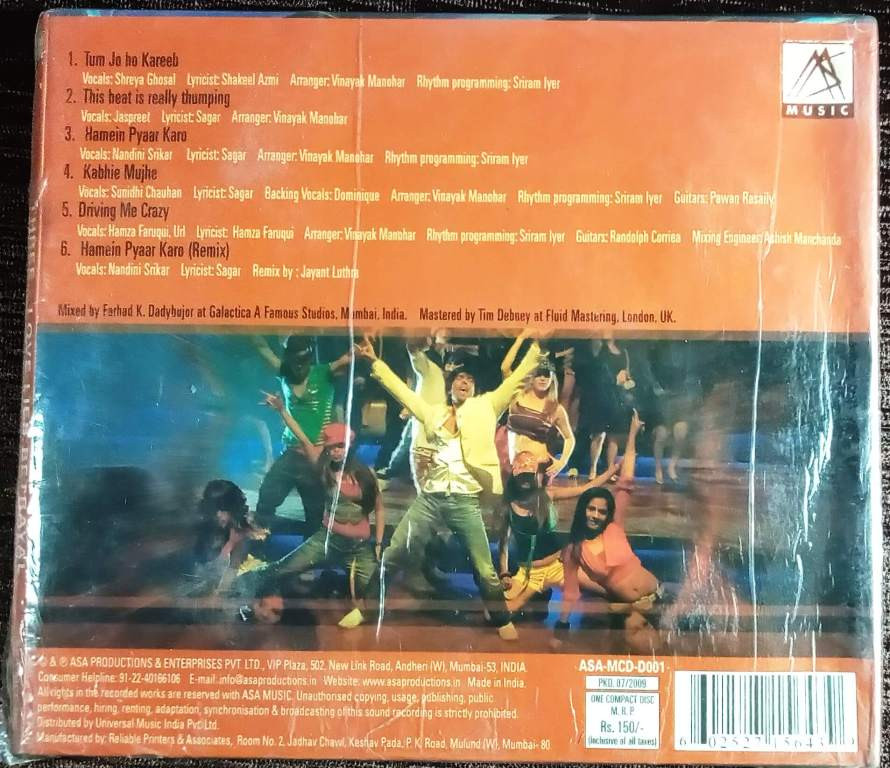 1. Tum Jo ho Kareeb
Vocals: Shreya Ghosal Lyricist: Shakeel Azmi Arranger: Vinayak Manohar Rhythm programming: Sriram Iyer
2. This beat is really thumping
Vocals: Jaspreet Lyricist: Sagar Arranger: Vinayak Manohar
3. Hamein Pyaar Karo
Vocals: Nandini Srikar Lyricist: Sagar Arranger: Vinayak Manohar Rhythm programming: Sriram Iyer
4. Kabhie Mujhe
Vocals: Sunidhi Chauhan Lyricist: Sagar Backing Vocals: Dominique Arranger: Vinayak Manohar Rhythm programming: Sriram Iyer Guitars: Pawan Rasaily
5. Driving Me Crazy
Vocals: Hamza Faruqui, Url Lyricist: Hamza Faruqui Arranger: Vinayak Manohar Rhythm programming: Sriram Iyer Guitars: Randolph Corriea Mixing Engineer: Ashish Manchanda
6. Hamein Pyaar Karo (Remix)
Vocals: Nandini Srikar Lyricist: Sagar Remix by : Jayant Luthra
Mixed by Farhad K. Dadyhujor at Galactica A Famous Studios, Mumbai, India. Mastered by Tim Debney at Fluid Mastering, London, UK.
MUSIC
LOVE LIES BETRAYAL
© & ℗ ASA PRODUCTIONS & ENTERPRISES PVT. LTD., VIP Plaza, 502, New Link Road, Andheri (W), Mumbai-53, INDIA.
Consumer Helpline: 91-22-40166106 E-mail: info@asaproductions.in Website: www.asaproductions.in Made in India.
All rights in the recorded works are reserved with ASA MUSIC. Unauthorised copying, usage, publishing, public
performance, hiring, renting, adaptation, synchronisation & broadcasting of this sound recording is strictly prohibited.
Distributed by Universal Music India Pvt. Ltd.
Manufactured by: Reliable Printers & Associates, Room No. 2, Jadhav Chawl, Keshav Pada, P. K. Road, Mulund (W), Mumbai- 80
ASA-MCD-D001
PKD. 07/2009
ONE COMPACT DISC
M. R. P
Rs. 150/-
(Inclusive of all taxes)
6 02527 15643 9